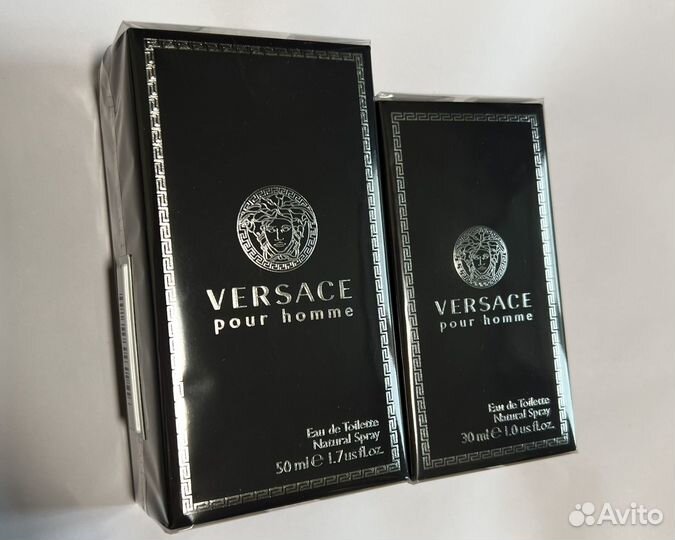 VERSACE
pour homme
Eau de Toilette
Natural Spray
50 ml e 1.7 us fl.oz.
VERSACE
pour homme
Eau de Toilette
Natural Spray
30 ml e 1.0 us fl.oz.
Avito